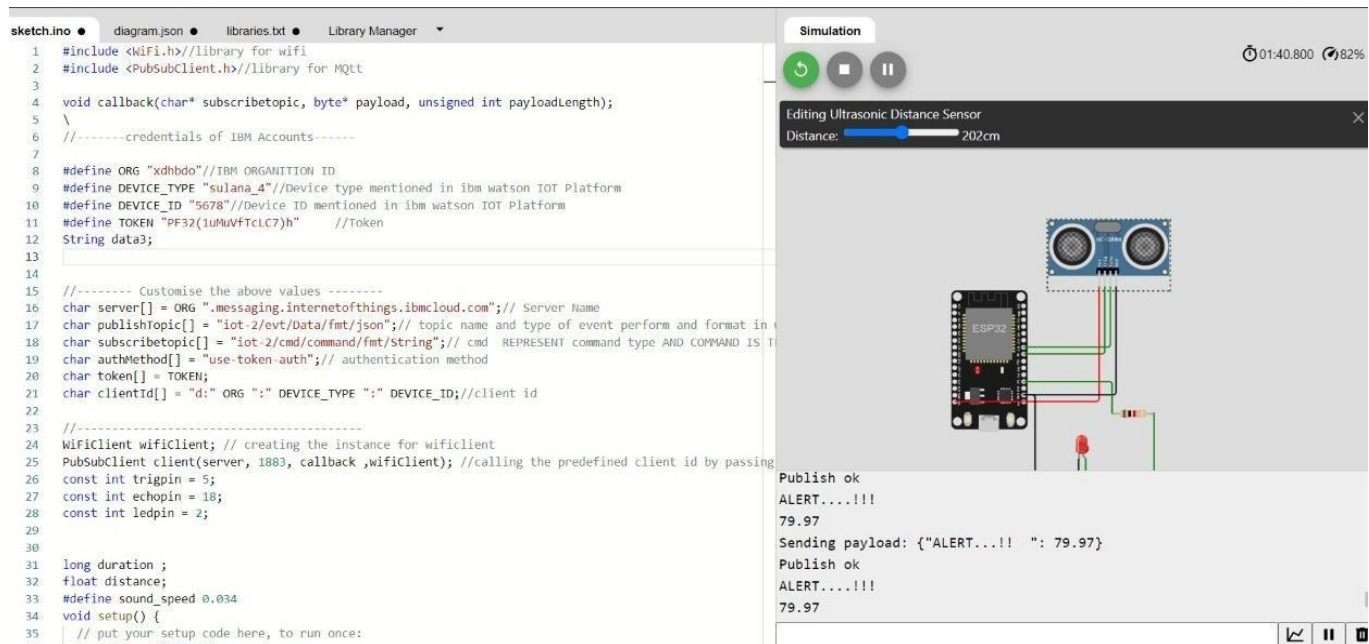 sketch.ino ● diagram.json ● libraries.txt ● Library Manager
1 #include <WiFi.h>//library for wifi
2 #include <PubSubClient.h>//library for MQtt
3
4 void callback(char* subscribetopic, byte* payload, unsigned int payloadLength);
5 \
6 //-------credentials of IBM Accounts------
7
8 #define ORG "xdhbdo"//IBM ORGANITION ID
9 #define DEVICE_TYPE "sulana_4"//Device type mentioned in ibm watson IOT Platform
10 #define DEVICE_ID "5678"//Device ID mentioned in ibm watson IOT Platform
11 #define TOKEN "PF32(1uMuVfTcLC7)h" //Token
12 String data3;
13
14
15 //-------- Customise the above values --------
16 char server[] = ORG ".messaging.internetofthings.ibmcloud.com";// Server Name
17 char publishTopic[] = "iot-2/evt/Data/fmt/json";// topic name and type of event perform and format in
18 char subscribetopic[] = "iot-2/cmd/command/fmt/String";// cmd REPRESENT command type AND COMMAND IS
19 char authMethod[] = "use-token-auth";// authentication method
20 char token[] = TOKEN;
21 char clientId[] = "d:" ORG ":" DEVICE_TYPE ":" DEVICE_ID;//client id
22
23 //-----------------------------------------
24 WiFiClient wifiClient; // creating the instance for wificlient
25 PubSubClient client(server, 1883, callback ,wifiClient); //calling the predefined client id by passing
26 const int trigpin = 5;
27 const int echopin = 18;
28 const int ledpin = 2;
29
30
31 long duration ;
32 float distance;
33 #define sound_speed 0.034
34 void setup() {
35 // put your setup code here, to run once:
Simulation
01:40.800 82%
Editing Ultrasonic Distance Sensor
Distance: 202cm
HC-SR04
ESP32
Publish ok
ALERT....!!!
79.97
Sending payload: {"ALERT...!! ": 79.97}
Publish ok
ALERT....!!!
79.97